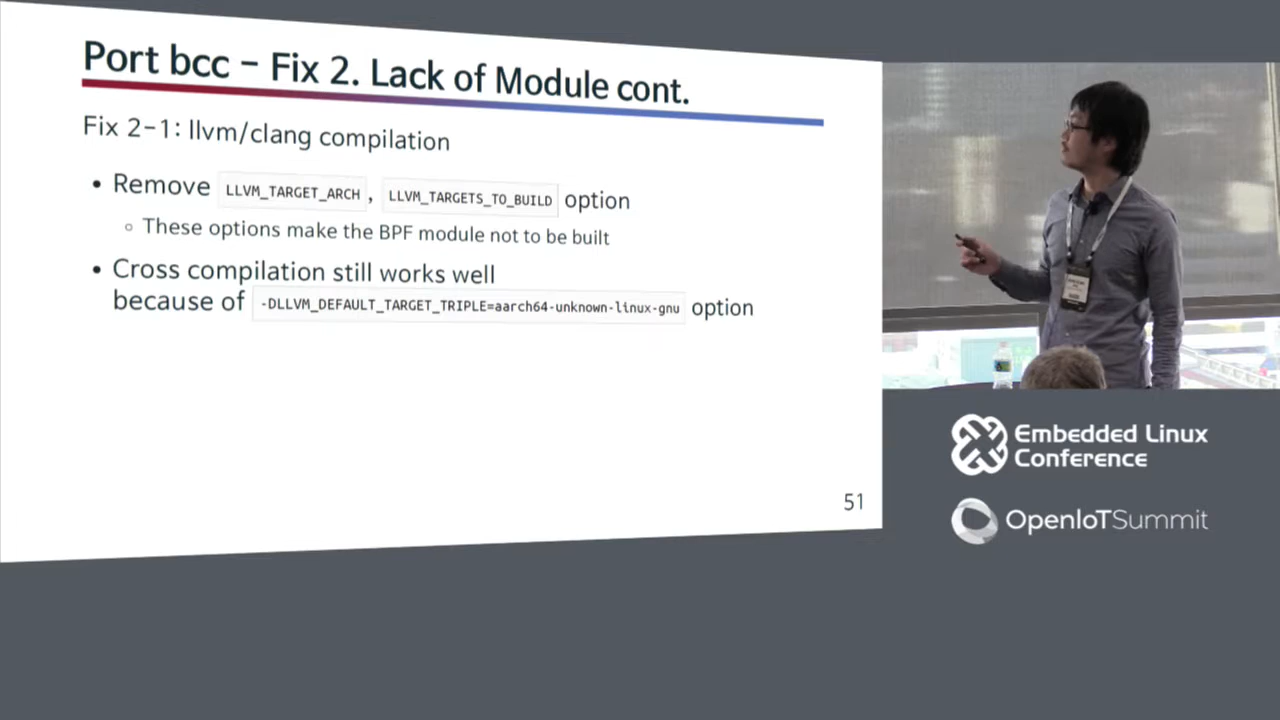 Port bcc – Fix 2. Lack of Module cont.
Fix 2-1: llvm/clang compilation
• Remove LLVM_TARGET_ARCH , LLVM_TARGETS_TO_BUILD option
◦ These options make the BPF module not to be built
• Cross compilation still works well
because of -DLLVM_DEFAULT_TARGET_TRIPLE=aarch64-unknown-linux-gnu option
51
Embedded Linux
Conference
OpenIoTSummit